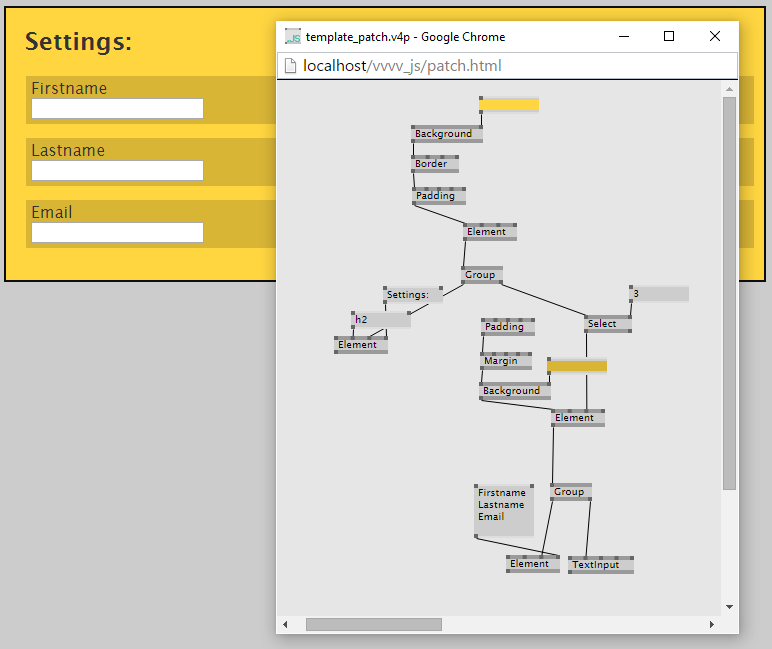 Settings:
Firstname
Lastname
Email
.JS
template_patch.v4p - Google Chrome
localhost/vvvv_js/patch.html
Background
Border
Padding
Element
Group
Settings:
3
h2
Select
Padding
Element
Margin
Background
Element
Firstname
Lastname
Email
Group
Element
TextInput